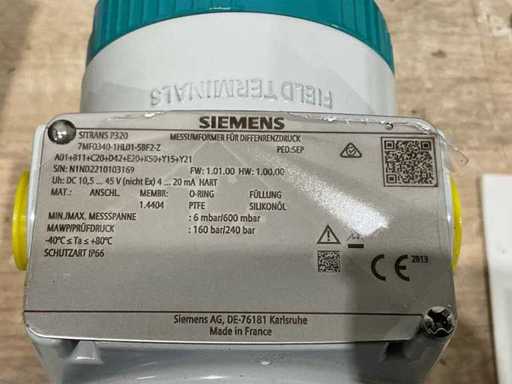 FIELD TERMINALS
SIEMENS
SITRANS P320 MESSUMFORMER FÜR DIFFENRENZDRUCK
7MF0340-1HL01-5BF2-Z PED:SEP
A01+B11+C20+D42+E20+K50+Y15+Y21
S/N: N1ND2210103169 FW: 1.01.00 HW: 1.00.00
Uh: DC 10,5 ... 45 V (nicht Ex) 4 ... 20 mA HART
MAT.: ANSCHL. MEMBR. O-RING FÜLLUNG
1.4404 PTFE SILIKONÖL
MIN./MAX. MESSSPANNE : 6 mbar/600 mbar
MAWP/PRÜFDRUCK : 160 bar/240 bar
-40°C ≤ Ta ≤ +80°C
SCHUTZART IP66
CE 2813
Siemens AG, DE-76181 Karlsruhe
Made in France